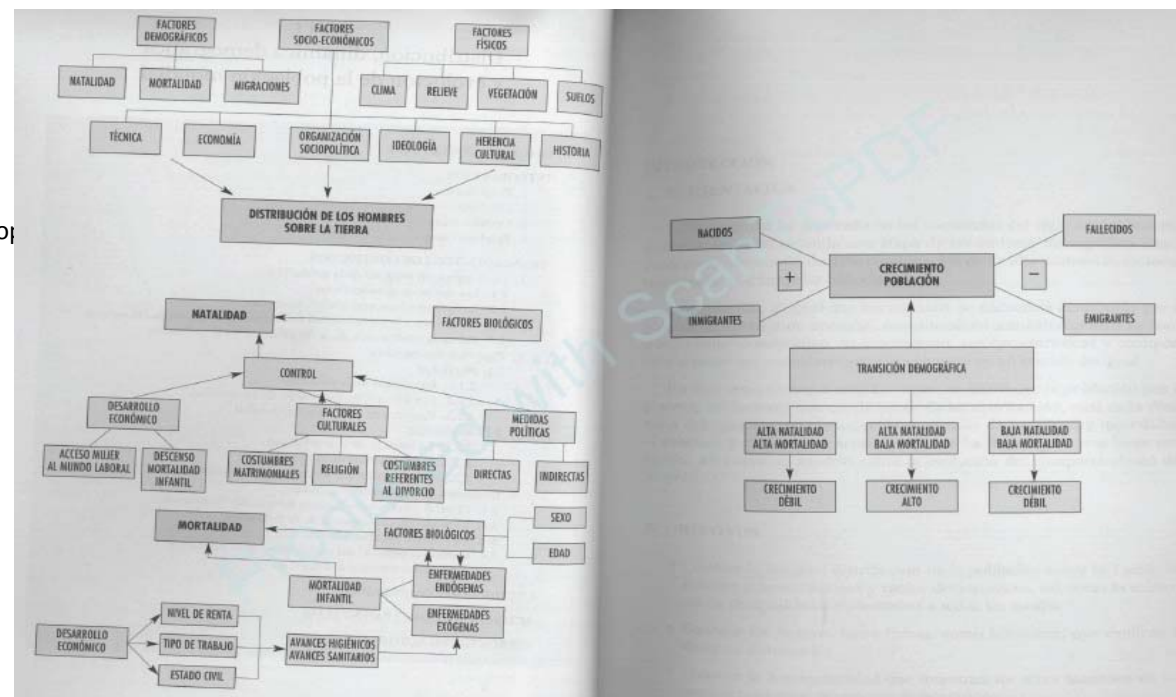 FACTORES
DEMOGRÁFICOS
FACTORES
SOCIO-ECONÓMICOS
FACTORES
FÍSICOS
NATALIDAD
MORTALIDAD
MIGRACIONES
CLIMA
RELIEVE
VEGETACIÓN
SUELOS
TÉCNICA
ECONOMÍA
ORGANIZACIÓN
SOCIOPOLÍTICA
IDEOLOGÍA
HERENCIA
CULTURAL
HISTORIA
DISTRIBUCIÓN DE LOS HOMBRES
SOBRE LA TIERRA
NATALIDAD
FACTORES BIOLÓGICOS
CONTROL
DESARROLLO
ECONÓMICO
FACTORES
CULTURALES
MEDIDAS
POLÍTICAS
ACCESO MUJER
AL MUNDO LABORAL
DESCENSO
MORTALIDAD
INFANTIL
COSTUMBRES
MATRIMONIALES
RELIGIÓN
COSTUMBRES
REFERENTES
AL DIVORCIO
DIRECTAS
INDIRECTAS
MORTALIDAD
FACTORES BIOLÓGICOS
SEXO
EDAD
MORTALIDAD
INFANTIL
ENFERMEDADES
ENDÓGENAS
ENFERMEDADES
EXÓGENAS
DESARROLLO
ECONÓMICO
NIVEL DE RENTA
TIPO DE TRABAJO
ESTADO CIVIL
AVANCES HIGIÉNICOS
AVANCES SANITARIOS
NACIDOS
FALLECIDOS
+
CRECIMIENTO
POBLACIÓN
−
INMIGRANTES
EMIGRANTES
TRANSICIÓN DEMOGRÁFICA
ALTA NATALIDAD
ALTA MORTALIDAD
ALTA NATALIDAD
BAJA MORTALIDAD
BAJA NATALIDAD
BAJA MORTALIDAD
CRECIMIENTO
DÉBIL
CRECIMIENTO
ALTO
CRECIMIENTO
DÉBIL
Produced with ScanToPDF